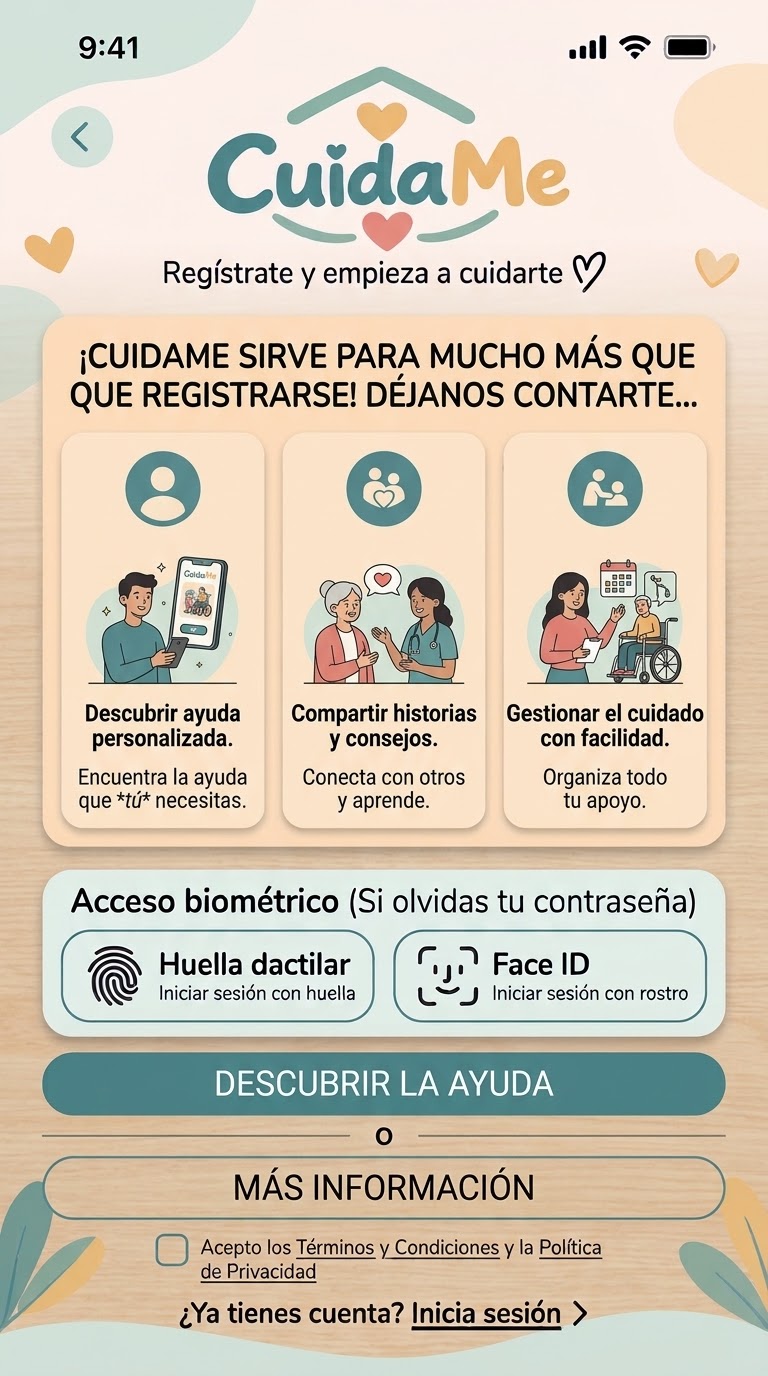 9:41
CuidaMe
Regístrate y empieza a cuidarte
¡CUIDAME SIRVE PARA MUCHO MÁS QUE
QUE REGISTRARSE! DÉJANOS CONTARTE...
CuidaMe
Descubrir ayuda
personalizada.
Encuentra la ayuda
que *tú* necesitas.
Compartir historias
y consejos.
Conecta con otros
y aprende.
Gestionar el cuidado
con facilidad.
Organiza todo
tu apoyo.
Acceso biométrico (Si olvidas tu contraseña)
Huella dactilar
Iniciar sesión con huella
Face ID
Iniciar sesión con rostro
DESCUBRIR LA AYUDA
O
MÁS INFORMACIÓN
Acepto los Términos y Condiciones y la Política
de Privacidad
¿Ya tienes cuenta? Inicia sesión